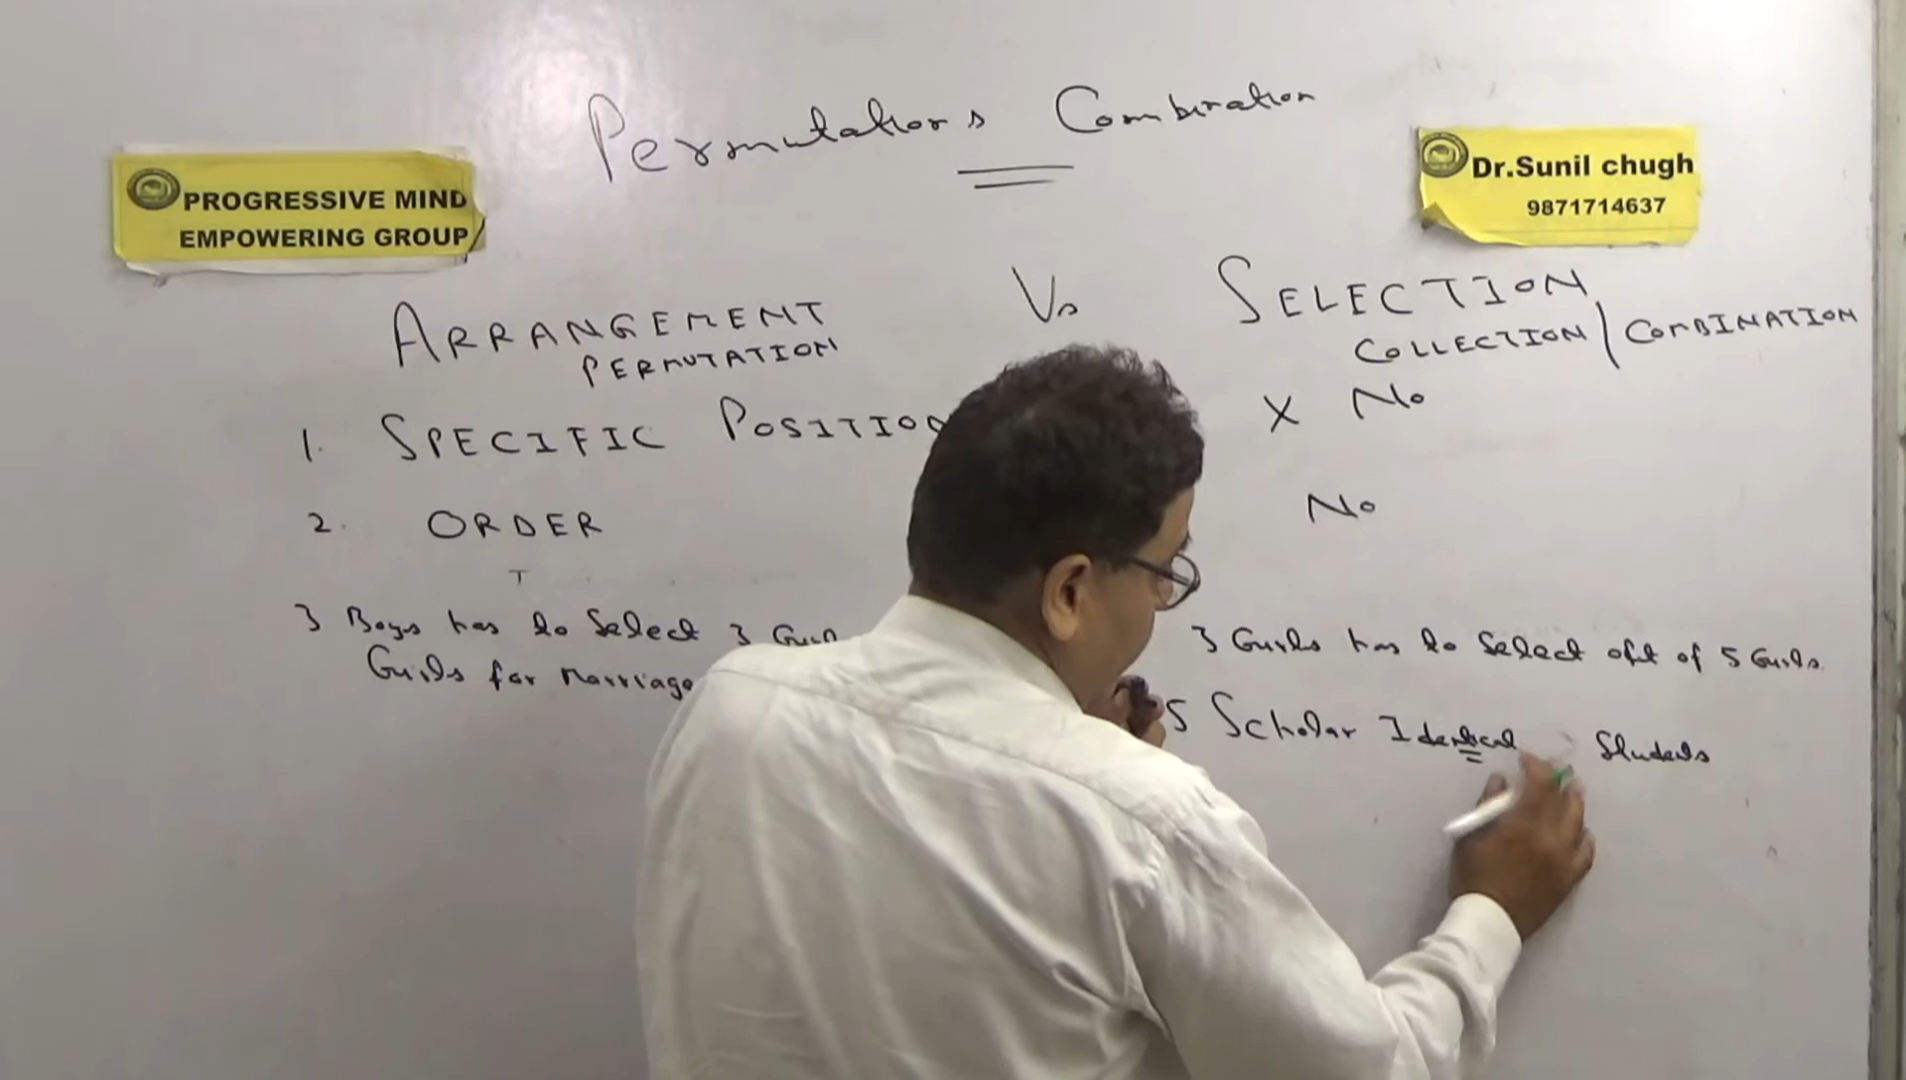 Permutations Combination
PROGRESSIVE MIND
EMPOWERING GROUP
Dr.Sunil chugh
9871714637
ARRANGEMENT Vs SELECTION
PERMUTATION COLLECTION / COMBINATION
1. SPECIFIC POSITION X No
2. ORDER No
3 Boys has to Select 3
Girls for Marriage
3 Girls has to Select out of 5 Girls
5 Scholar Identical Students